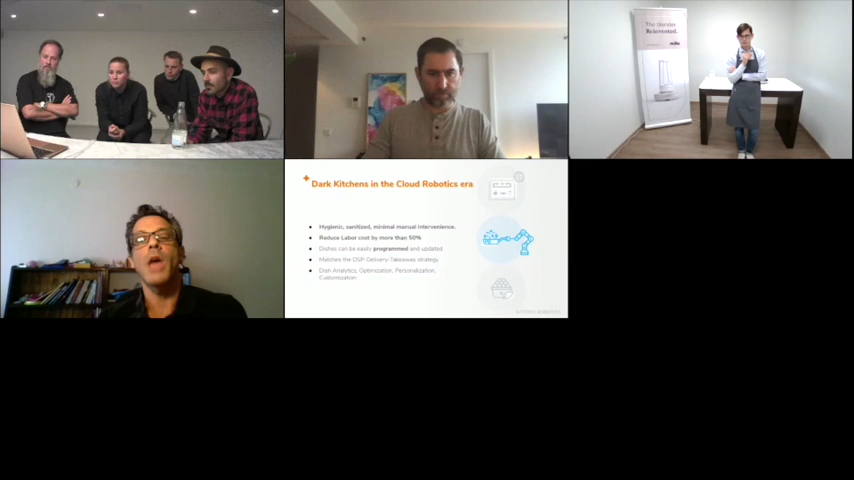 The blender
Reinvented.
Dark Kitchens in the Cloud Robotics era
Hygienic, sanitized, minimal manual intervenience.
Reduce Labor cost by more than 50%
Dishes can be easily programmed and updated
Matches the DSP Delivery-Takeaway strategy
Dish Analytics, Optimization, Personalization,
Customization